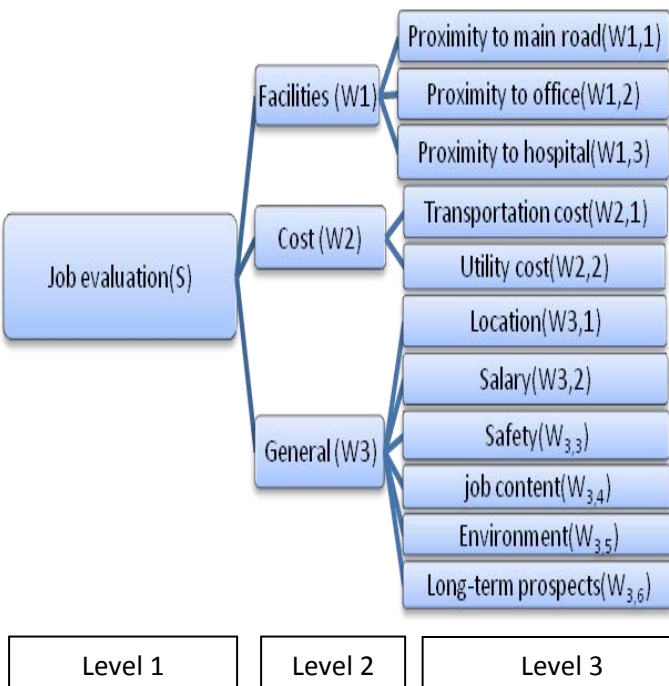 Proximity to main road(W1,1)
Facilities (W1)
Proximity to office(W1,2)
Proximity to hospital(W1,3)
Transportation cost(W2,1)
Cost (W2)
Utility cost(W2,2)
Job evaluation(S)
Location(W3,1)
Salary(W3,2)
General (W3)
Safety(W3,3)
job content(W3,4)
Environment(W3,5)
Long-term prospects(W3,6)
Level 1
Level 2
Level 3